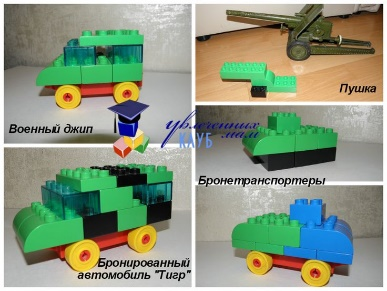 Военный джип
Пушка
увлеченных
мам
КЛУБ
Бронетранспортеры
Бронированный
автомобиль "Тигр"